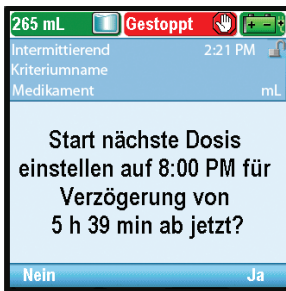 265 mL Gestoppt
Intermittierend 2:21 PM
Kriteriumname
Medikament mL
Start nächste Dosis
einstellen auf 8:00 PM für
Verzögerung von
5 h 39 min ab jetzt?
Nein Ja